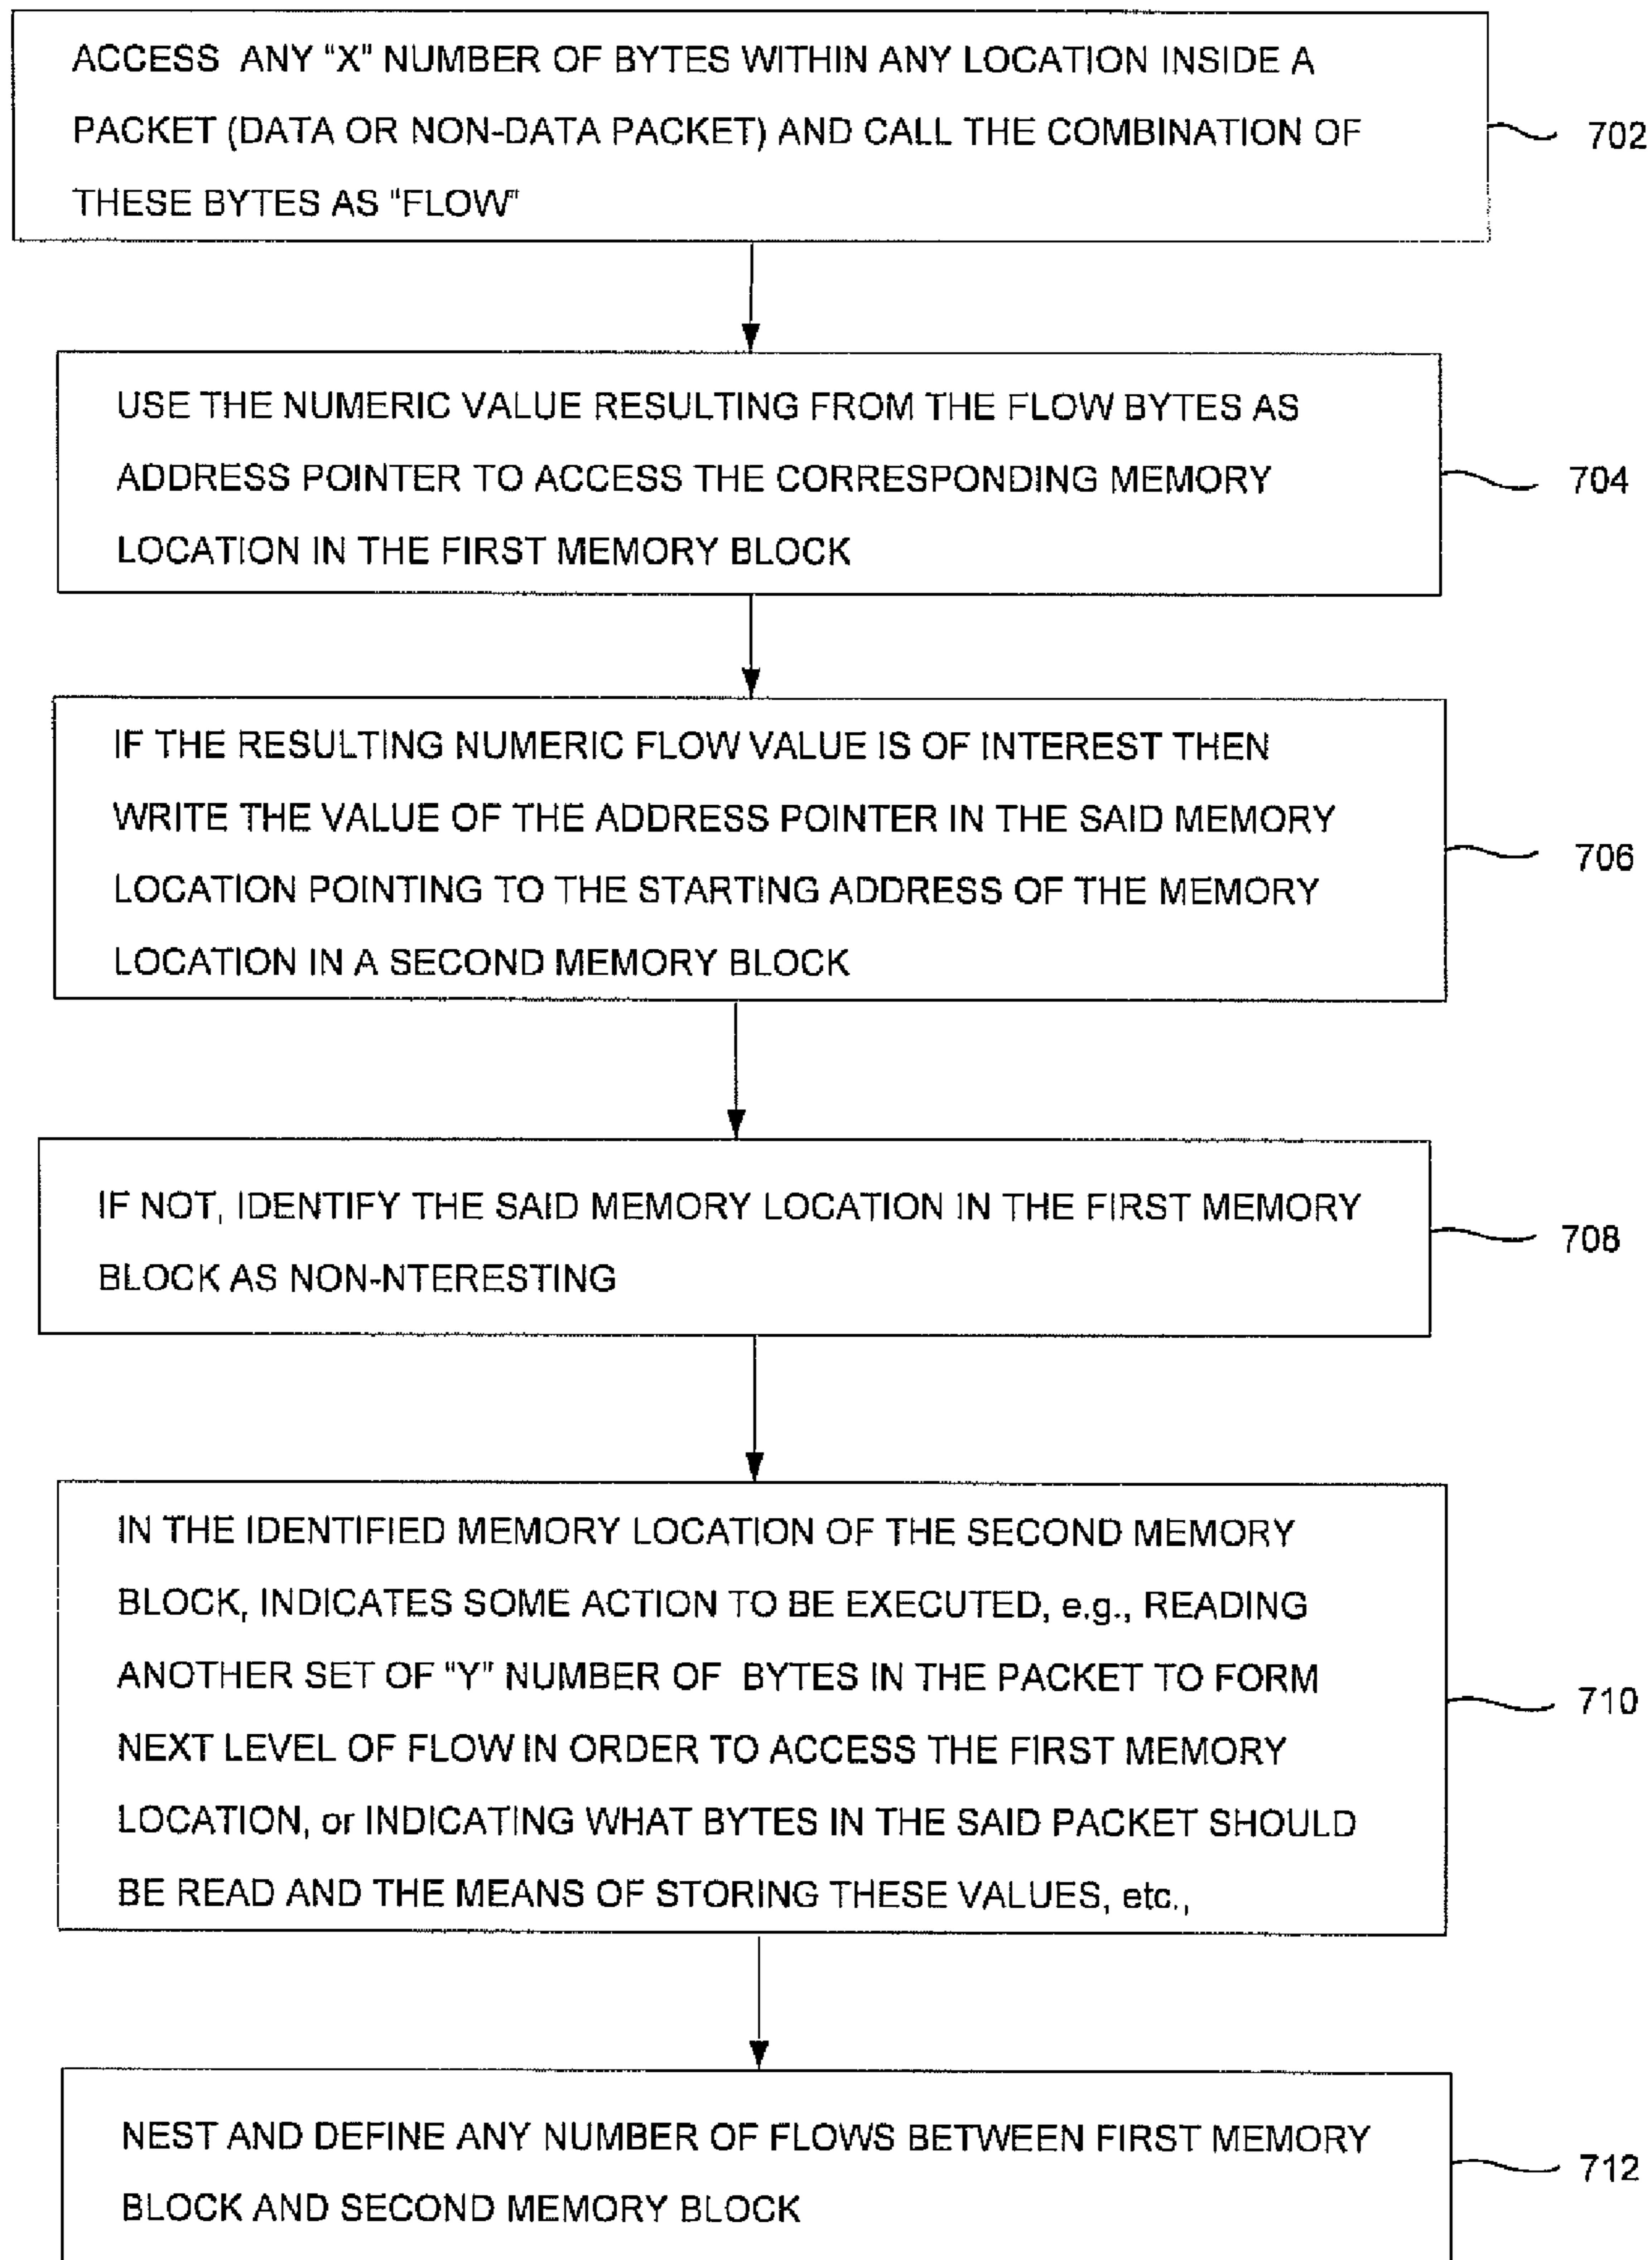 ACCESS ANY "X" NUMBER OF BYTES WITHIN ANY LOCATION INSIDE A
PACKET (DATA OR NON-DATA PACKET) AND CALL THE COMBINATION OF
THESE BYTES AS "FLOW"
702
USE THE NUMERIC VALUE RESULTING FROM THE FLOW BYTES AS
ADDRESS POINTER TO ACCESS THE CORRESPONDING MEMORY
LOCATION IN THE FIRST MEMORY BLOCK
704
IF THE RESULTING NUMERIC FLOW VALUE IS OF INTEREST THEN
WRITE THE VALUE OF THE ADDRESS POINTER IN THE SAID MEMORY
LOCATION POINTING TO THE STARTING ADDRESS OF THE MEMORY
LOCATION IN A SECOND MEMORY BLOCK
706
IF NOT, IDENTIFY THE SAID MEMORY LOCATION IN THE FIRST MEMORY
BLOCK AS NON-NTERESTING
708
IN THE IDENTIFIED MEMORY LOCATION OF THE SECOND MEMORY
BLOCK, INDICATES SOME ACTION TO BE EXECUTED, e.g., READING
ANOTHER SET OF "Y" NUMBER OF BYTES IN THE PACKET TO FORM
NEXT LEVEL OF FLOW IN ORDER TO ACCESS THE FIRST MEMORY
LOCATION, or INDICATING WHAT BYTES IN THE SAID PACKET SHOULD
BE READ AND THE MEANS OF STORING THESE VALUES, etc.,
710
NEST AND DEFINE ANY NUMBER OF FLOWS BETWEEN FIRST MEMORY
BLOCK AND SECOND MEMORY BLOCK
712